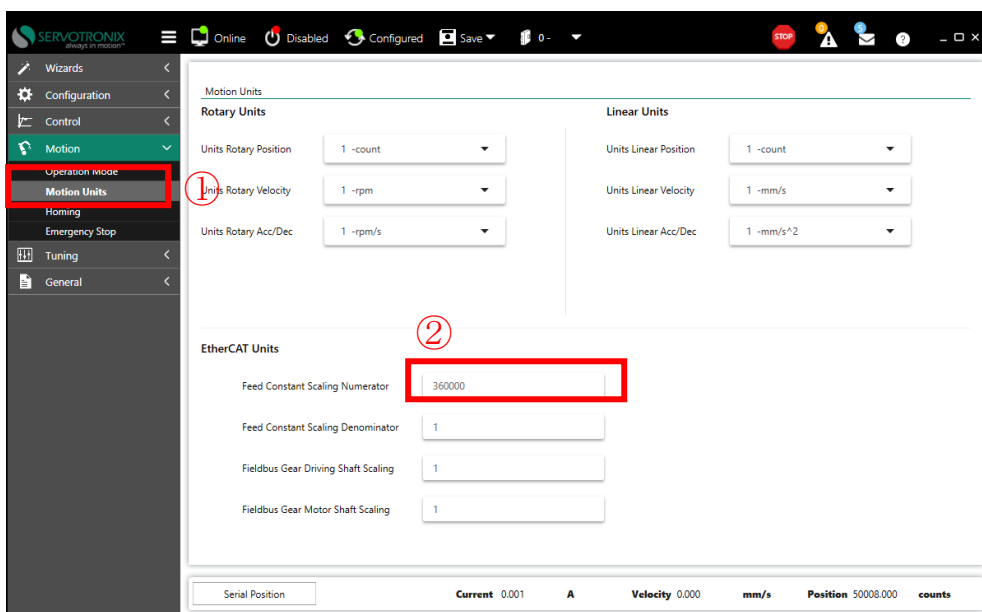 SERVOTRONIX
always in motion™
Online Disabled Configured Save 0 - STOP 0 5 ?
Wizards
Configuration
Control
Motion
Operation Mode
Motion Units
Homing
Emergency Stop
Tuning
General
①
Motion Units
Rotary Units
Units Rotary Position 1 -count
Units Rotary Velocity 1 -rpm
Units Rotary Acc/Dec 1 -rpm/s
Linear Units
Units Linear Position 1 -count
Units Linear Velocity 1 -mm/s
Units Linear Acc/Dec 1 -mm/s^2
②
EtherCAT Units
Feed Constant Scaling Numerator 360000
Feed Constant Scaling Denominator 1
Fieldbus Gear Driving Shaft Scaling 1
Fieldbus Gear Motor Shaft Scaling 1
Serial Position Current 0.001 A Velocity 0.000 mm/s Position 50008.000 counts